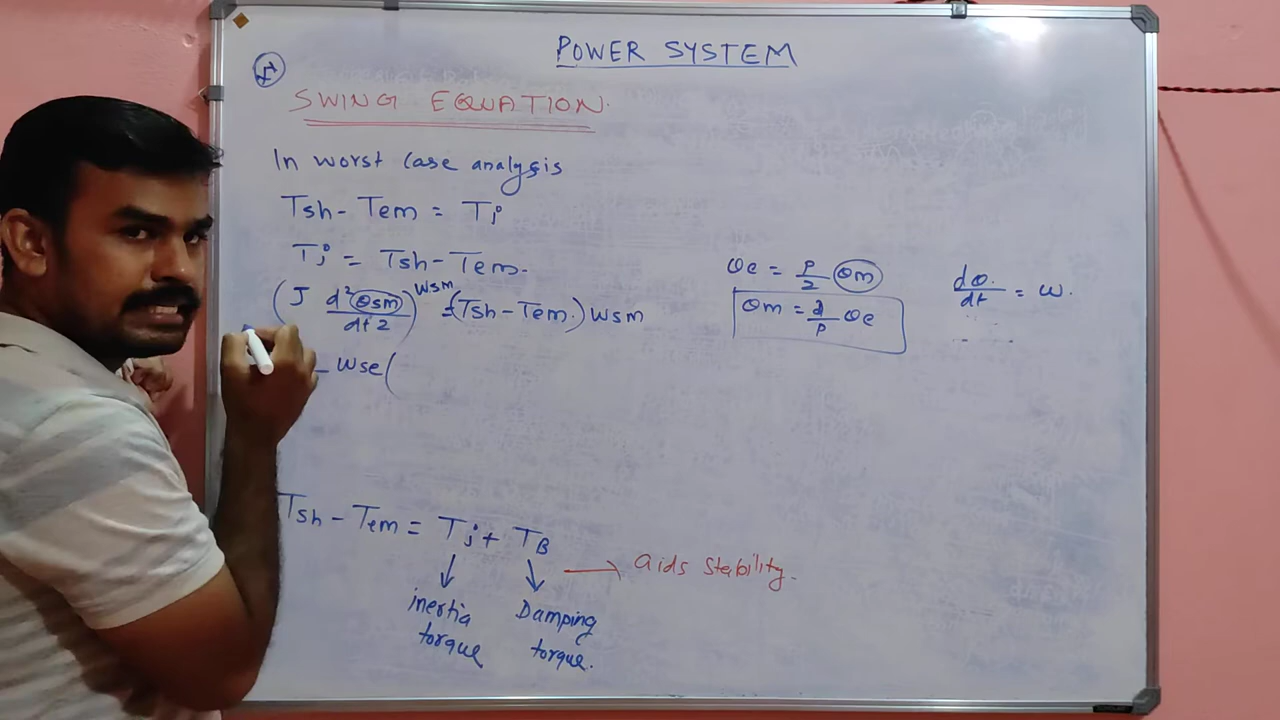 POWER SYSTEM
SWING EQUATION.
In worst case analysis
Tsh - Tem = Tj
Tj = Tsh - Tem.
(J d²θsm/dt2) Wsm = (Tsh - Tem.) Wsm
Wse(
θe = P/2 θm
θm = 2/P θe
dθ/dt = ω.
Tsh - Tem = Tj + TB
→ aids stability.
inertia torque
Damping torque.